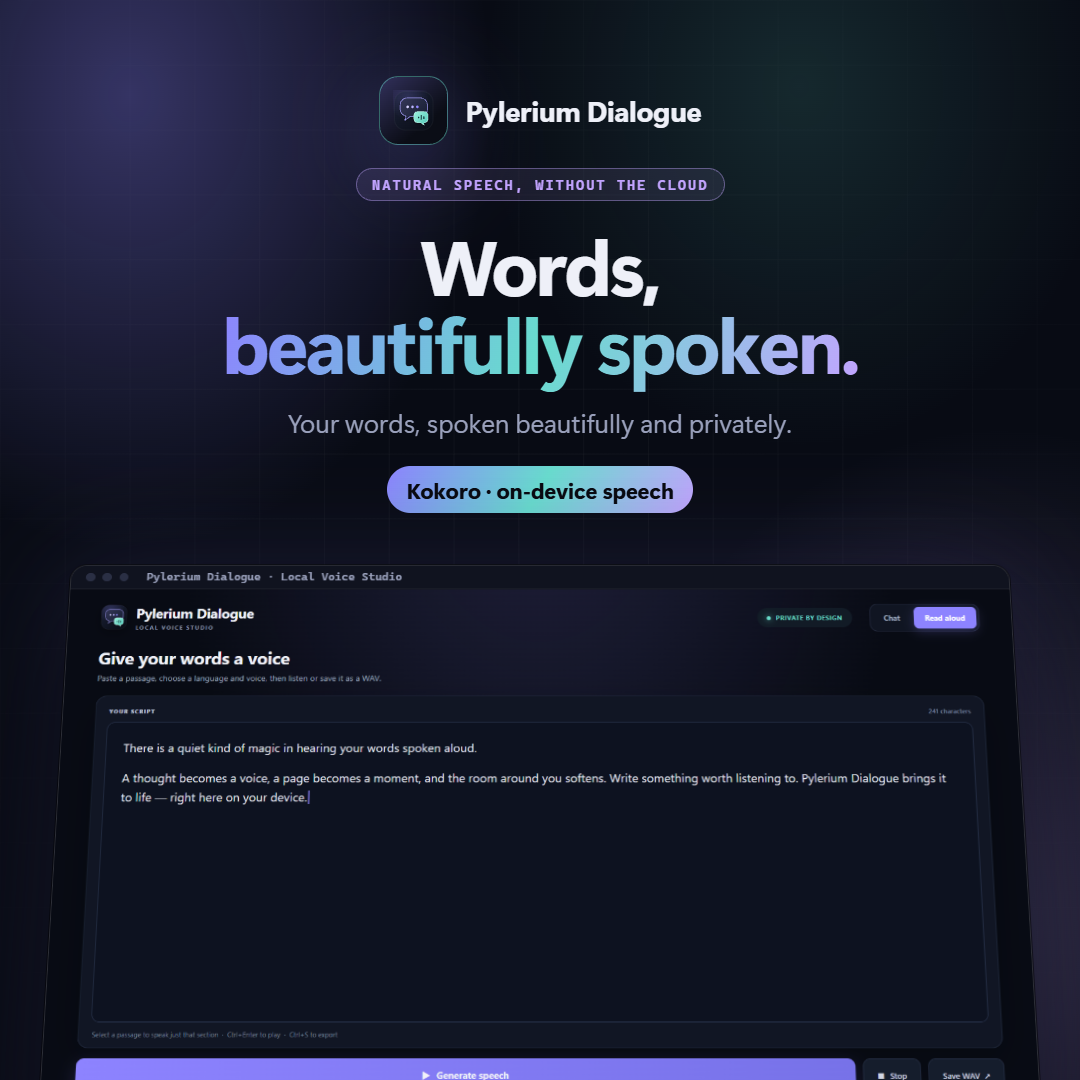 Pylerium Dialogue
NATURAL SPEECH, WITHOUT THE CLOUD
Words,
beautifully spoken.
Your words, spoken beautifully and privately.
Kokoro · on-device speech
Pylerium Dialogue · Local Voice Studio
Pylerium Dialogue
LOCAL VOICE STUDIO
PRIVATE BY DESIGN
Chat
Read aloud
Give your words a voice
Paste a passage, choose a language and voice, then listen or save it as a WAV.
YOUR SCRIPT
241 characters
There is a quiet kind of magic in hearing your words spoken aloud.
A thought becomes a voice, a page becomes a moment, and the room around you softens. Write something worth listening to. Pylerium Dialogue brings it
to life — right here on your device.
Select a passage to speak just that section · Ctrl+Enter to play · Ctrl+S to export
▶ Generate speech
■ Stop
Save WAV ↗